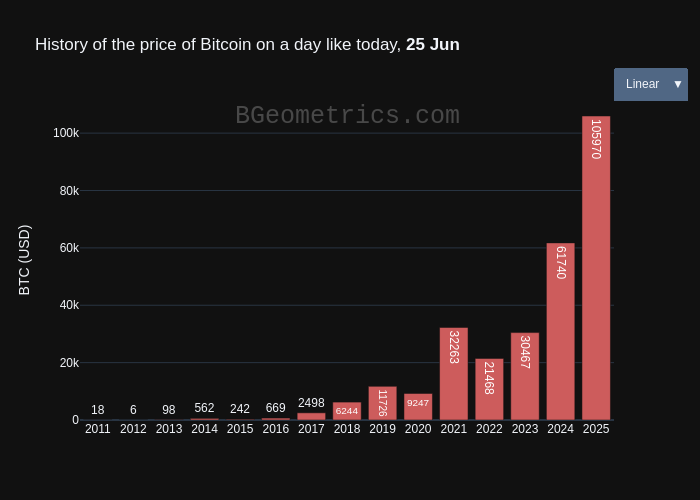 History of the price of Bitcoin on a day like today, 25 Jun
Linear ▼
BGeometrics.com
BTC (USD)
100k
80k
60k
40k
20k
0
18 6 98 562 242 669 2498 6244 11726 9247 32263 21468 30467 61740 105970
2011 2012 2013 2014 2015 2016 2017 2018 2019 2020 2021 2022 2023 2024 2025